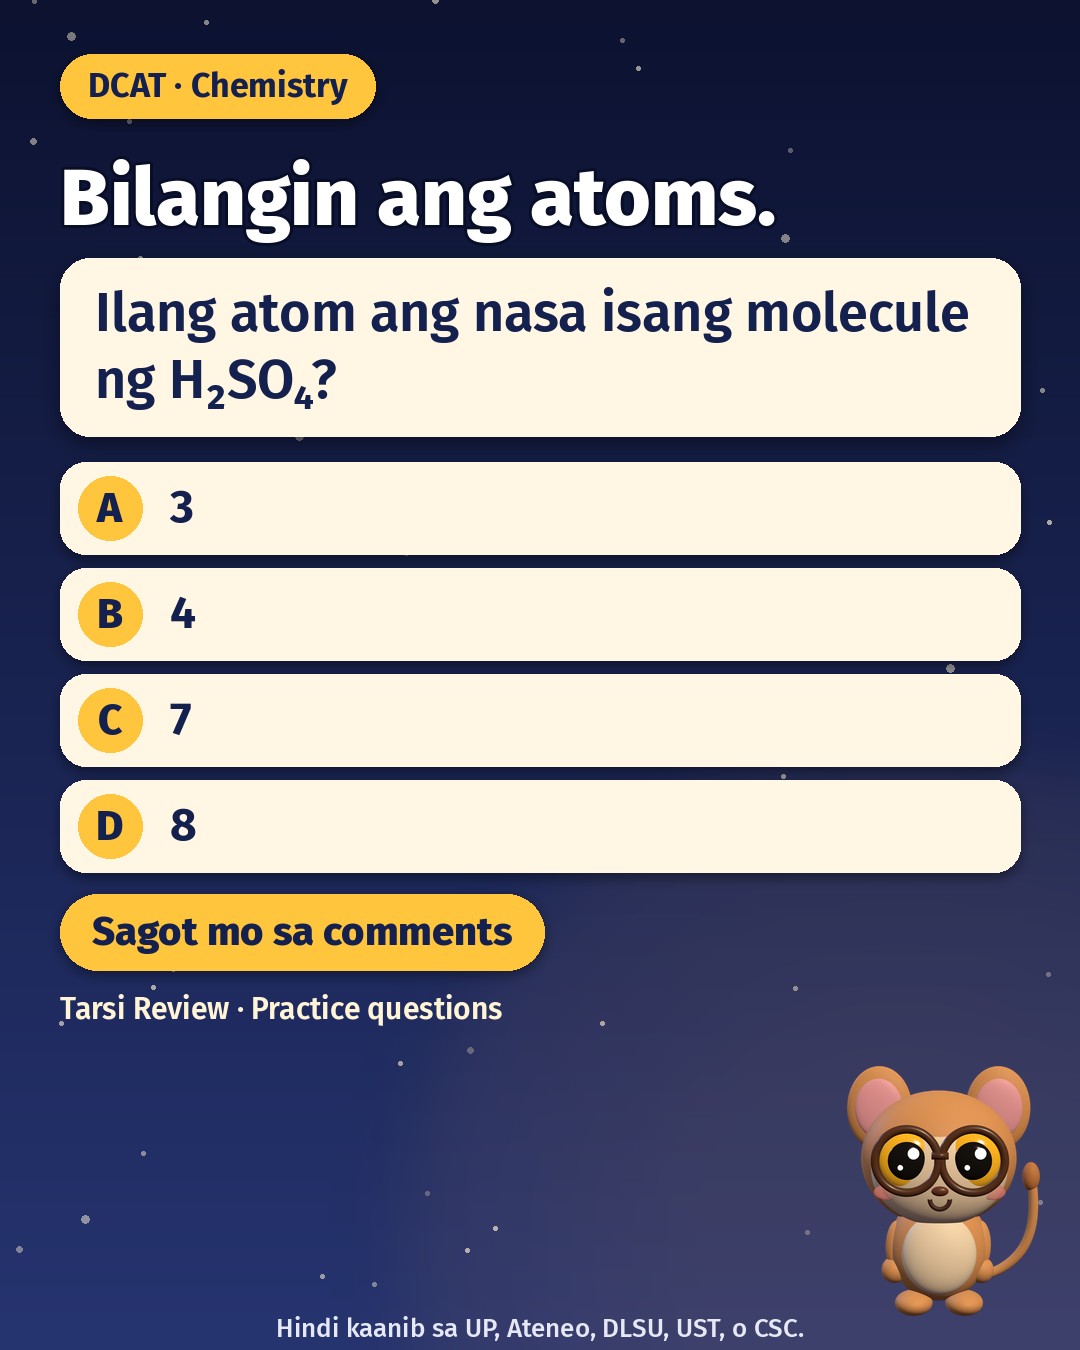 DCAT · Chemistry
Bilangin ang atoms.
Ilang atom ang nasa isang molecule
ng H₂SO₄?
A 3
B 4
C 7
D 8
Sagot mo sa comments
Tarsi Review · Practice questions
Hindi kaanib sa UP, Ateneo, DLSU, UST, o CSC.